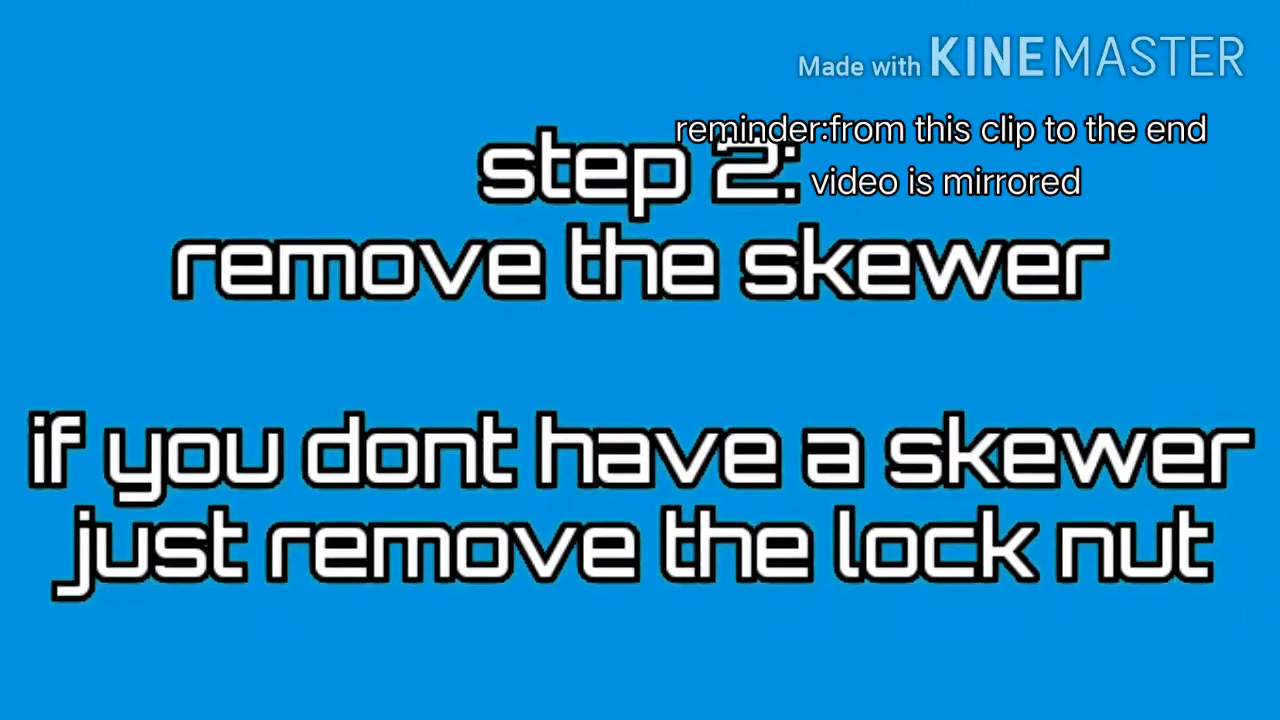 Made with KINEMASTER
reminder:from this clip to the end
video is mirrored
step 2:
remove the skewer
if you dont have a skewer
just remove the lock nut